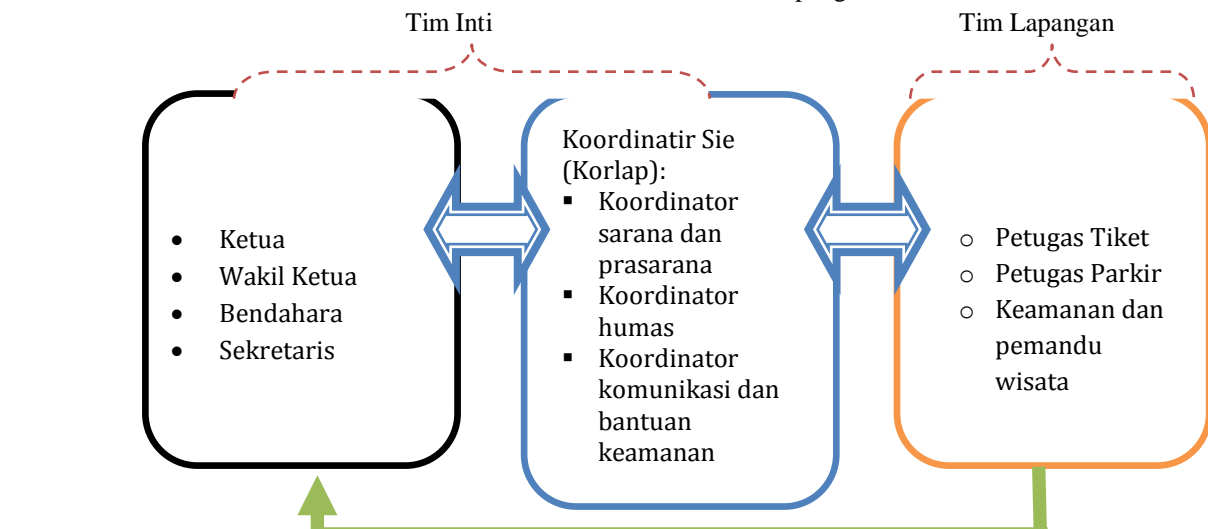 Tim Inti
Tim Lapangan
• Ketua
• Wakil Ketua
• Bendahara
• Sekretaris
Koordinatir Sie
(Korlap):
▪ Koordinator
sarana dan
prasarana
▪ Koordinator
humas
▪ Koordinator
komunikasi dan
bantuan
keamanan
o Petugas Tiket
o Petugas Parkir
o Keamanan dan
pemandu
wisata